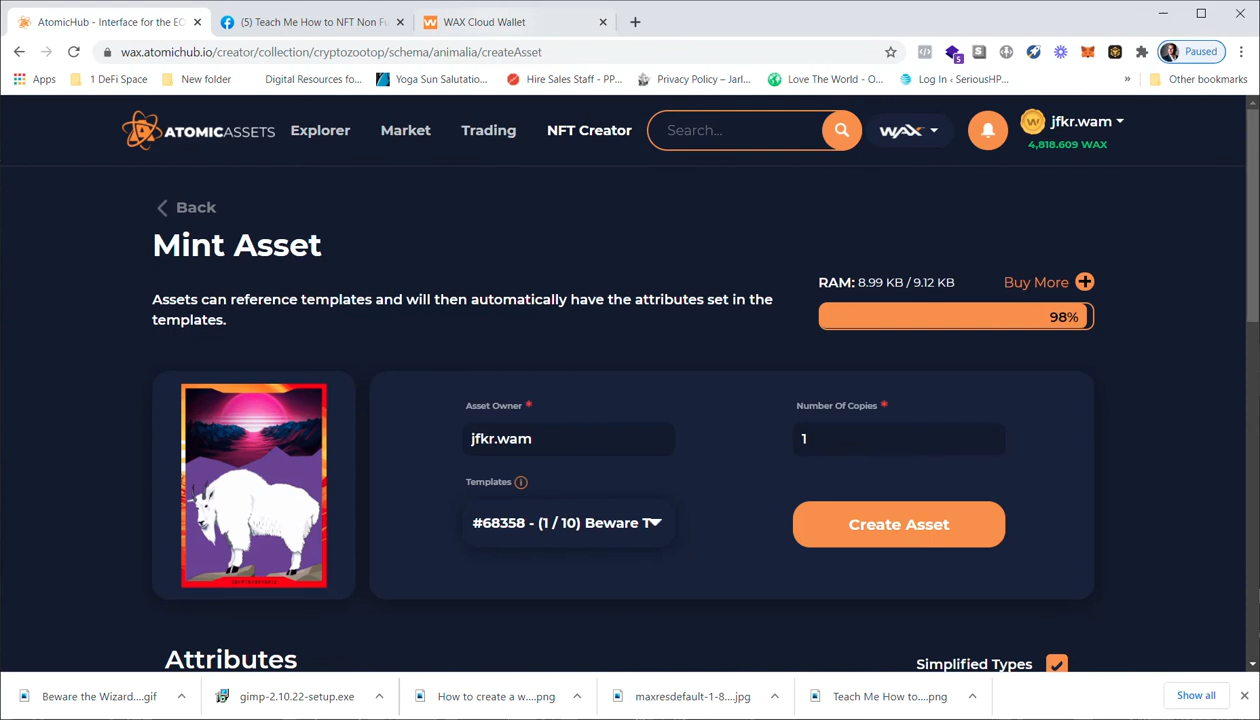 AtomicHub - Interface for the EO
(5) Teach Me How to NFT Non Fu
WAX Cloud Wallet
wax.atomichub.io/creator/collection/cryptozootop/schema/animalia/createAsset
5
Paused
Apps
1 DeFi Space
New folder
Digital Resources fo...
Yoga Sun Salutatio...
Hire Sales Staff - PP...
Privacy Policy – Jarl...
Love The World - O...
Log In ‹ SeriousHP...
»
Other bookmarks
ATOMICASSETS
Explorer
Market
Trading
NFT Creator
Search...
WAX
jfkr.wam
4,818.609 WAX
Back
Mint Asset
Assets can reference templates and will then automatically have the attributes set in the
templates.
RAM: 8.99 KB / 9.12 KB
Buy More
98%
Asset Owner *
jfkr.wam
Number Of Copies *
1
Templates
#68358 - (1 / 10) Beware T
Create Asset
Attributes
Simplified Types
Beware the Wizard....gif
gimp-2.10.22-setup.exe
How to create a w....png
maxresdefault-1-8....jpg
Teach Me How to....png
Show all